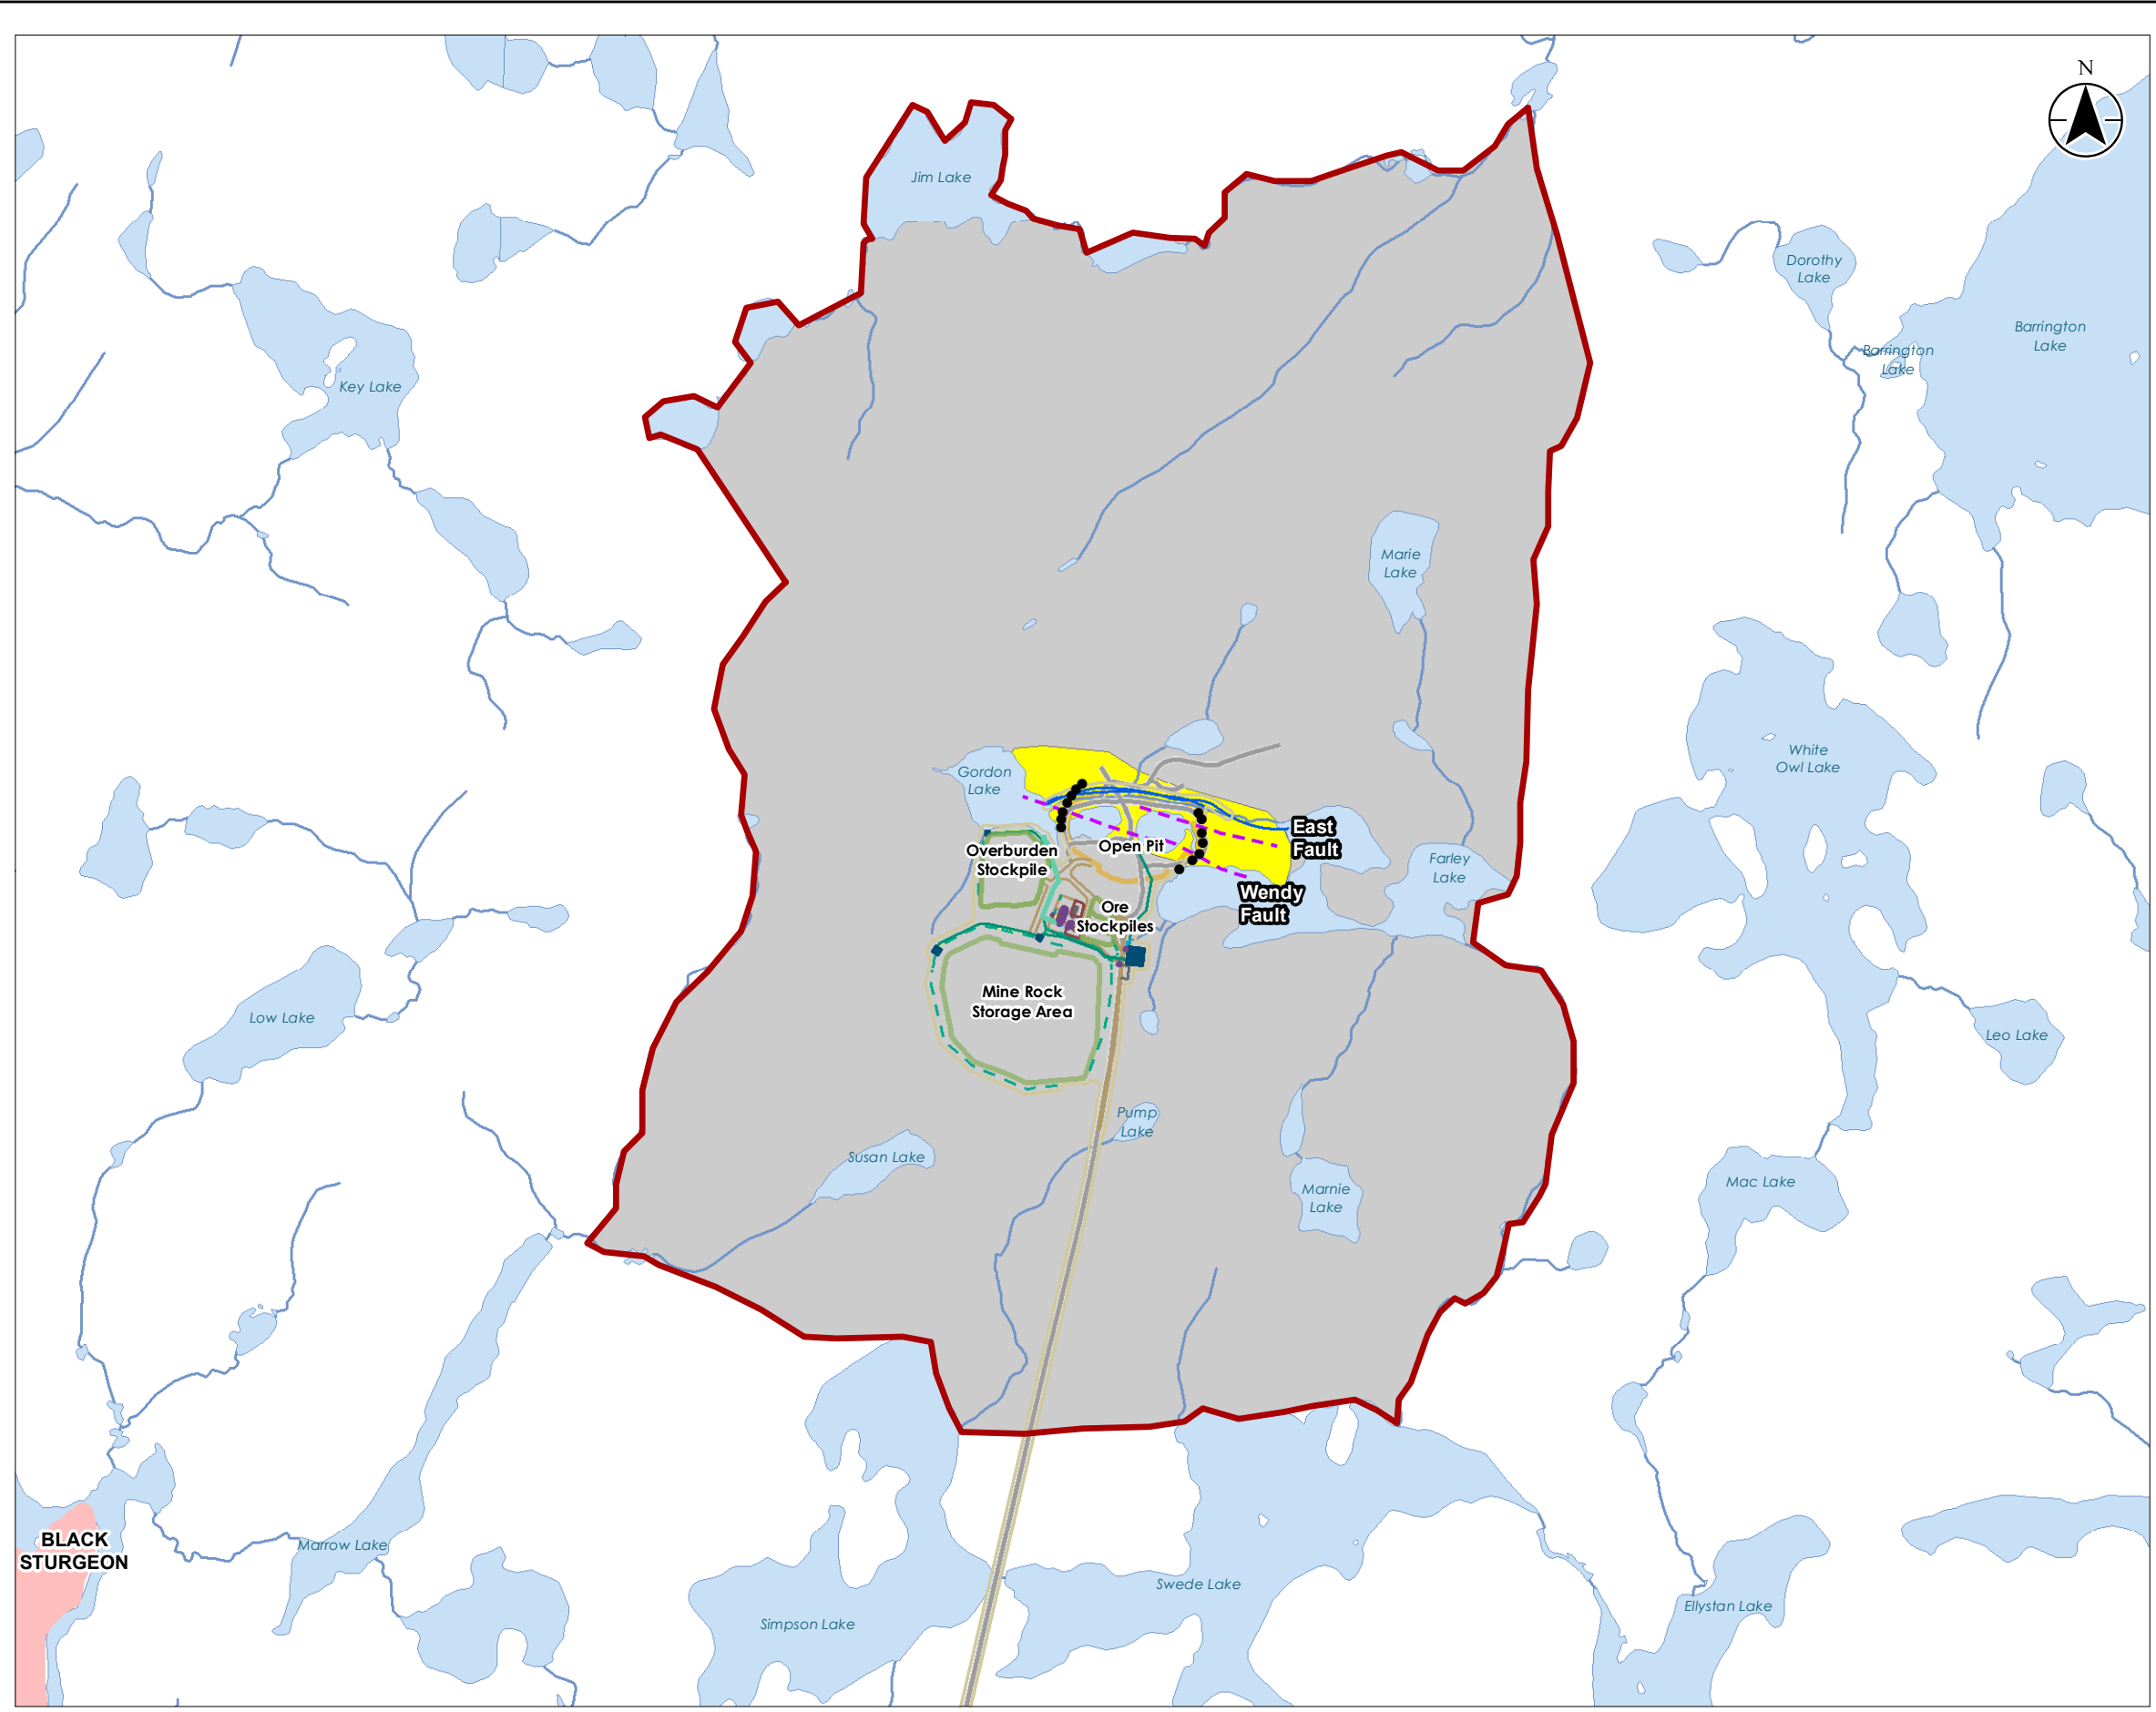 N
Jim Lake
Dorothy
Lake
Barrington
Lake
Barrington
Lake
Key Lake
Marie
Lake
White
Owl Lake
Gordon
Lake
East
Fault
Open Pit
Overburden
Stockpile
Farley
Lake
Wendy
Fault
Ore
Stockpiles
Mine Rock
Storage Area
Low Lake
Leo Lake
Pump
Lake
Susan Lake
Mac Lake
Marnie
Lake
BLACK
STURGEON
Marrow Lake
Swede Lake
Simpson Lake
Ellystan Lake